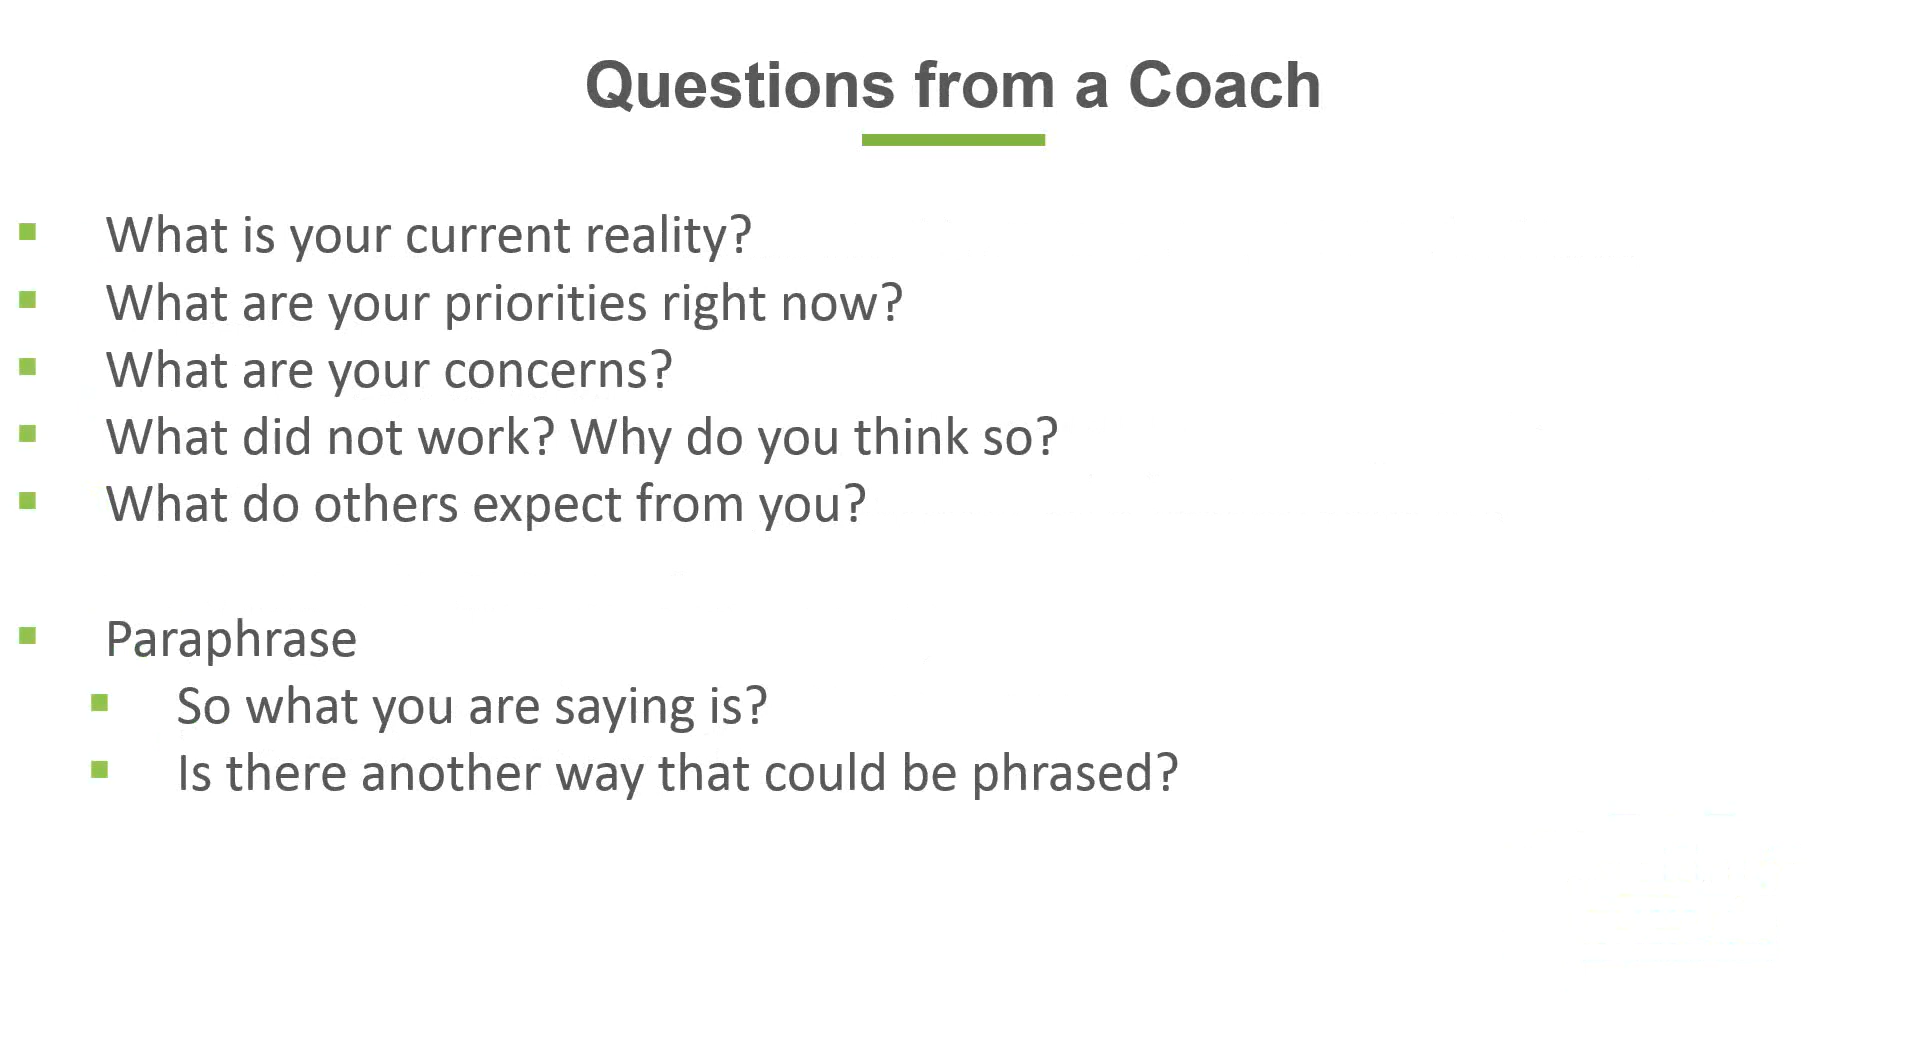 Questions from a Coach
What is your current reality?
What are your priorities right now?
What are your concerns?
What did not work? Why do you think so?
What do others expect from you?
Paraphrase
So what you are saying is?
Is there another way that could be phrased?